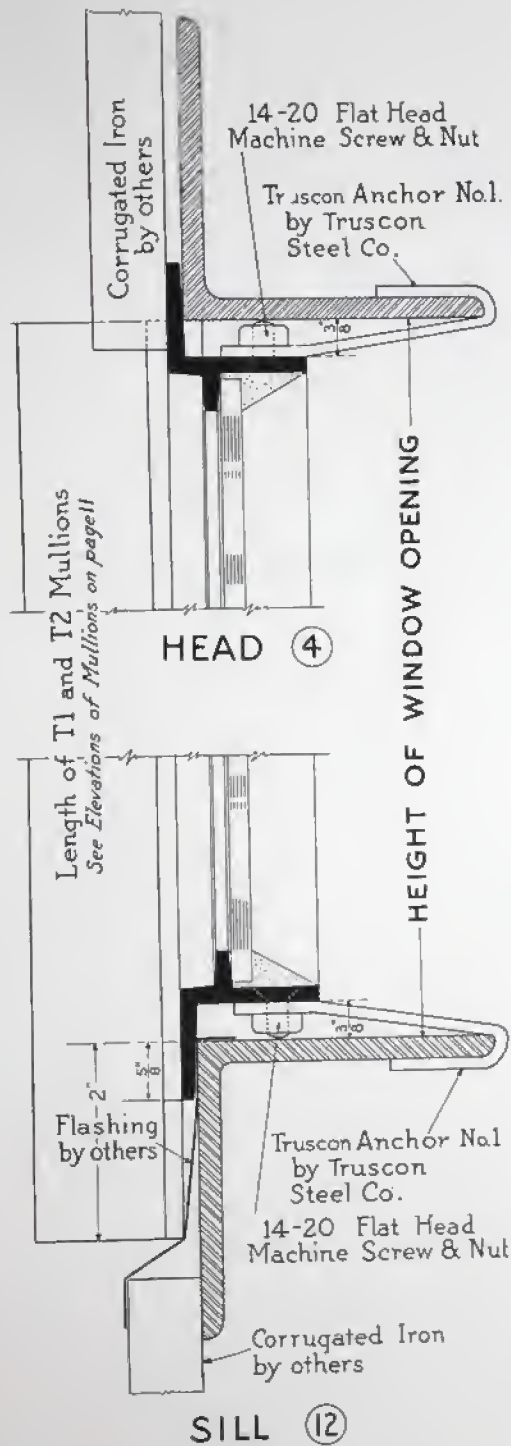 Corrugated Iron
by others
14-20 Flat Head
Machine Screw & Nut
Truscon Anchor No.1.
by Truscon
Steel Co.
3"
8
HEIGHT OF WINDOW OPENING
Length of T1 and T2 Mullions
See Elevations of Mullions on page 11
HEAD 4
3"
8
5"
8
2"
Flashing
by others
Truscon Anchor No.1
by Truscon
Steel Co.
14-20 Flat Head
Machine Screw & Nut
Corrugated Iron
by others
SILL 12